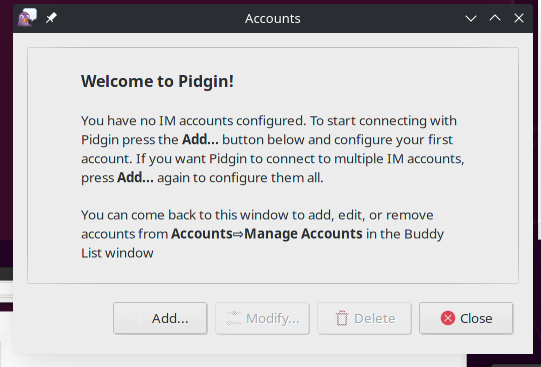 Accounts
Welcome to Pidgin!
You have no IM accounts configured. To start connecting with
Pidgin press the Add... button below and configure your first
account. If you want Pidgin to connect to multiple IM accounts,
press Add... again to configure them all.
You can come back to this window to add, edit, or remove
accounts from Accounts⇨Manage Accounts in the Buddy
List window
Add... Modify... Delete Close